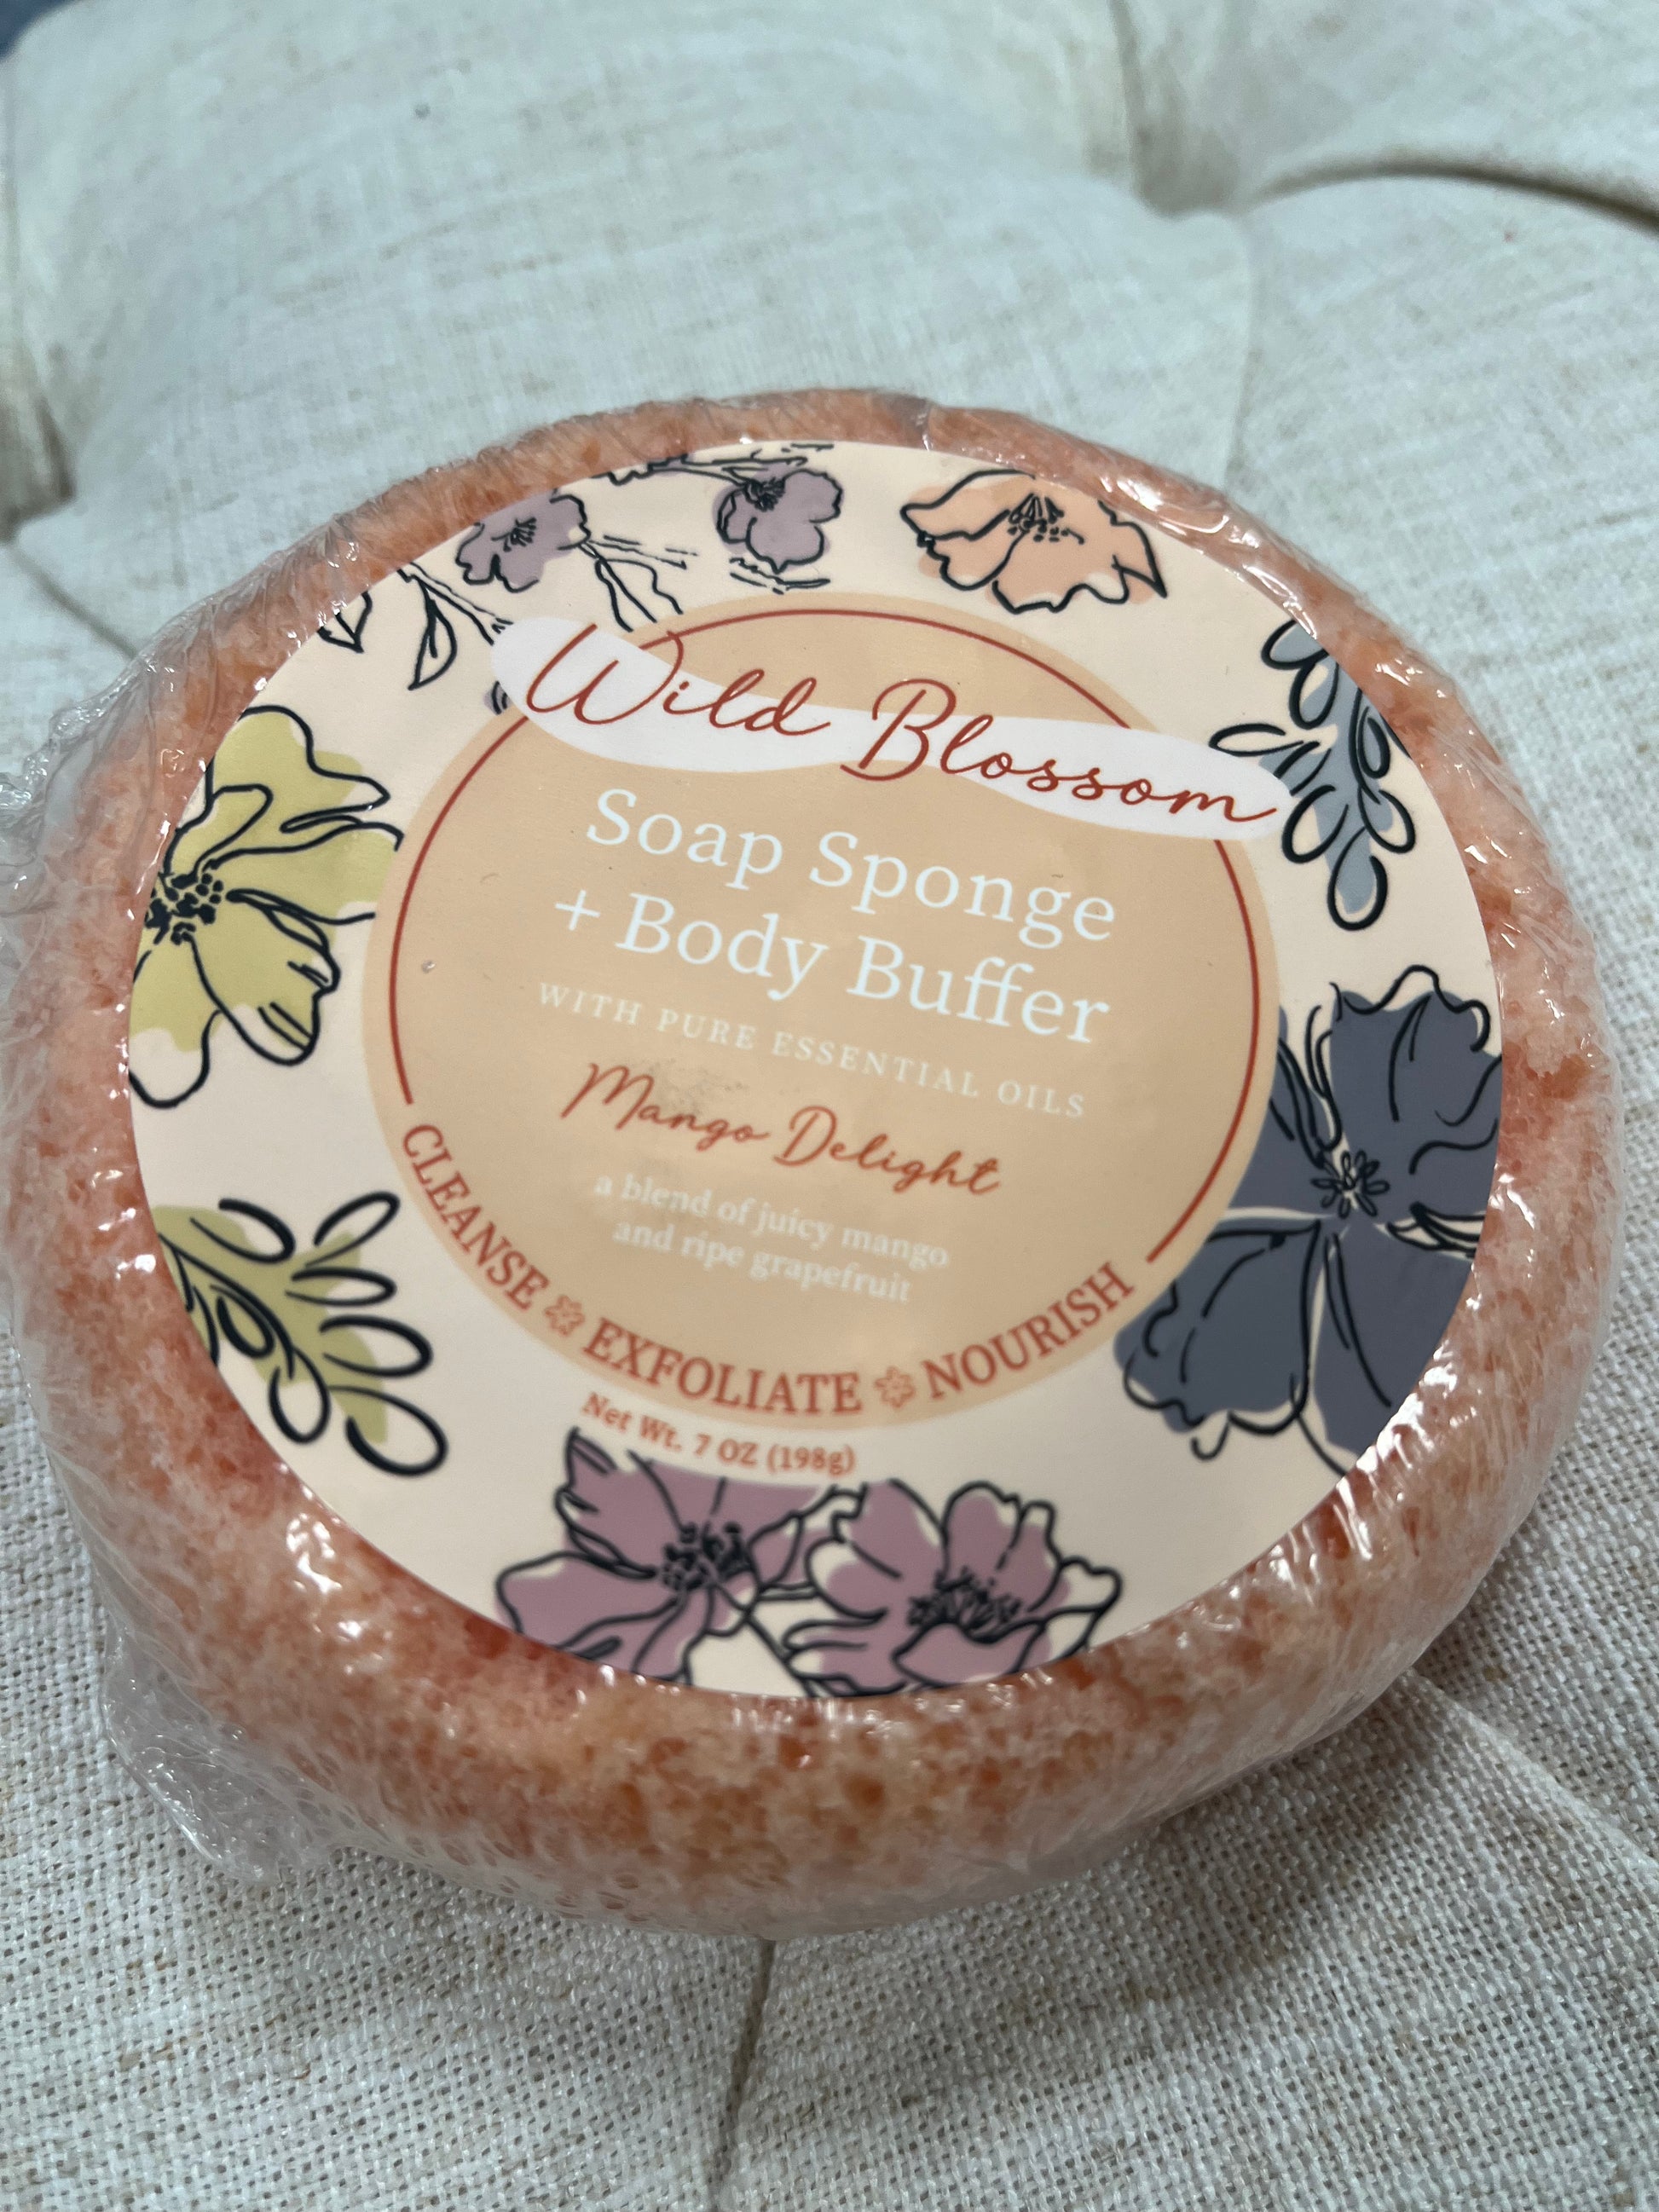 Wild Blossom
Soap Sponge
+ Body Buffer
WITH PURE ESSENTIAL OILS
Mango Delight
a blend of juicy mango
and ripe grapefruit
CLEANSE ❀ EXFOLIATE ❀ NOURISH
Net Wt. 7 OZ (198g)